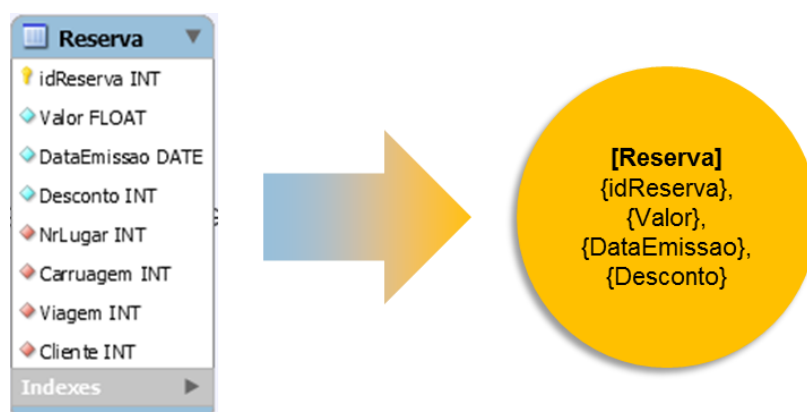 Reserva
idReserva INT
Valor FLOAT
DataEmissao DATE
Desconto INT
NrLugar INT
Carruagem INT
Viagem INT
Cliente INT
Indexes
[Reserva]
{idReserva},
{Valor},
{DataEmissao},
{Desconto}